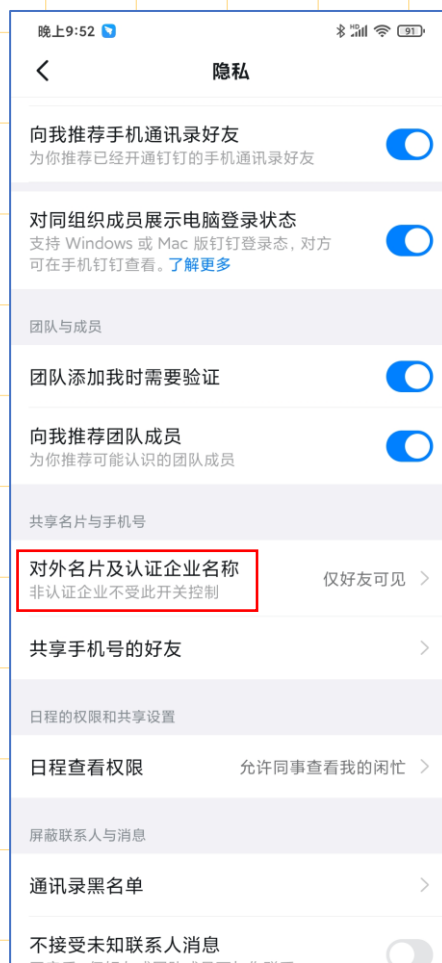 晚上9:52 HD 91
隐私
向我推荐手机通讯录好友
为你推荐已经开通钉钉的手机通讯录好友
对同组织成员展示电脑登录状态
支持 Windows 或 Mac 版钉钉登录态，对方
可在手机钉钉查看。了解更多
团队与成员
团队添加我时需要验证
向我推荐团队成员
为你推荐可能认识的团队成员
共享名片与手机号
对外名片及认证企业名称 仅好友可见
非认证企业不受此开关控制
共享手机号的好友
日程的权限和共享设置
日程查看权限 允许同事查看我的闲忙
屏蔽联系人与消息
通讯录黑名单
不接受未知联系人消息